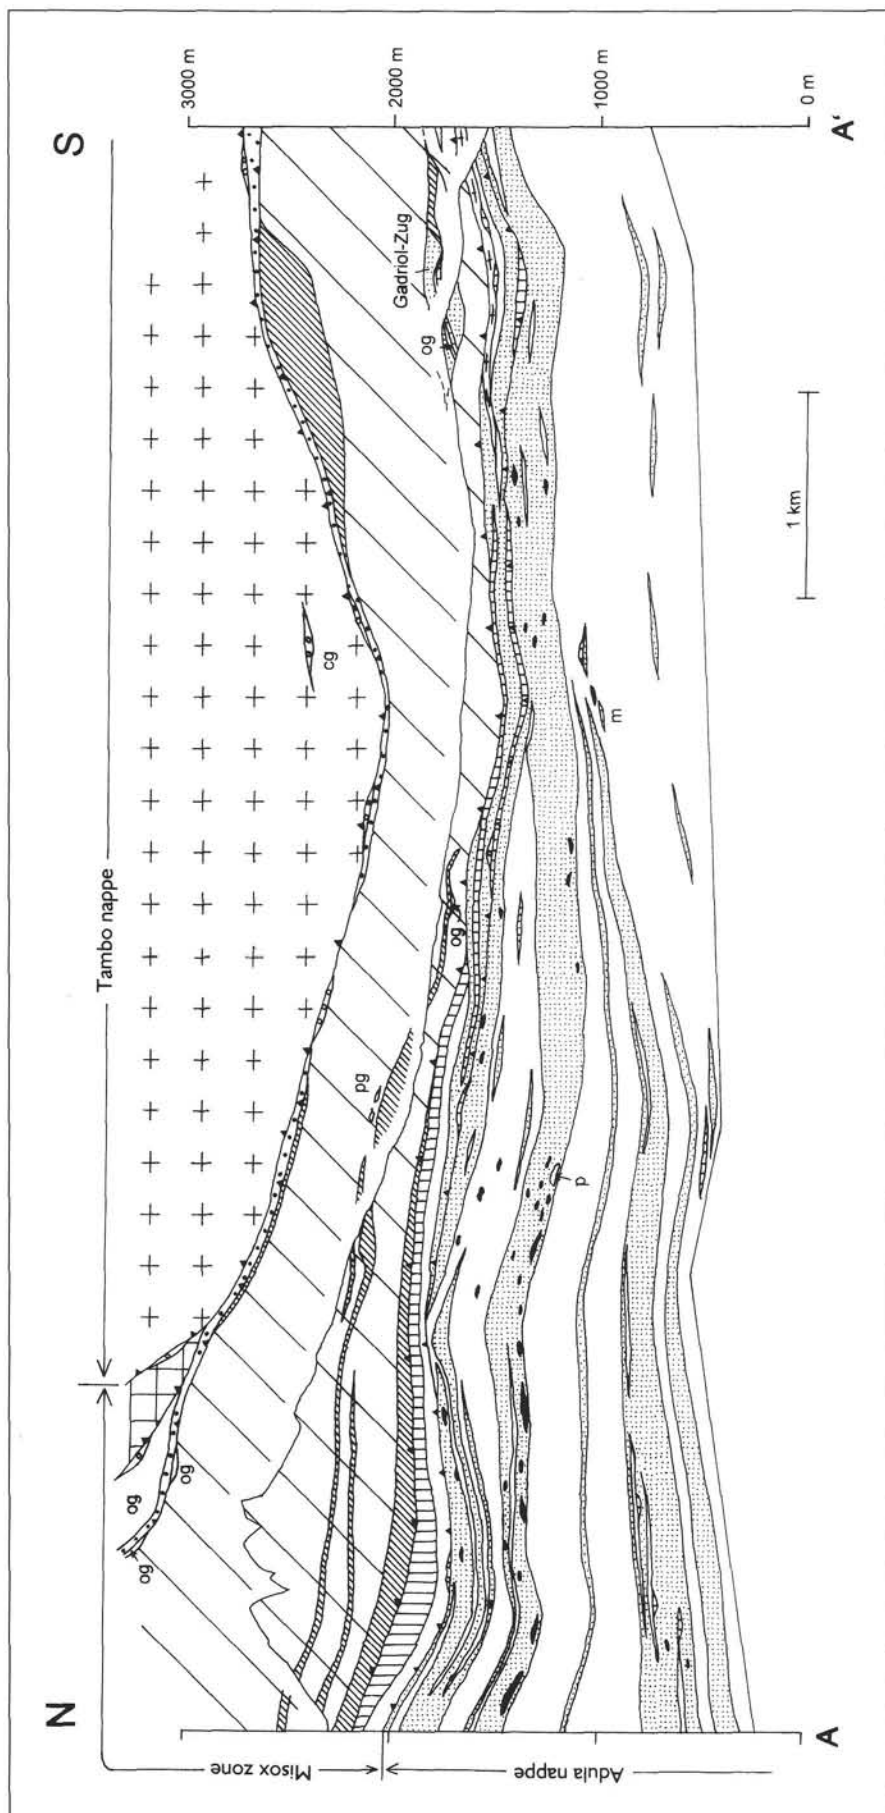 N
S
Tambo nappe
Misox zone
Adula nappe
3000 m
2000 m
1000 m
0 m
A
A'
og
og
og
cg
pg
og
og
Gadriol-Zug
m
p
1 km